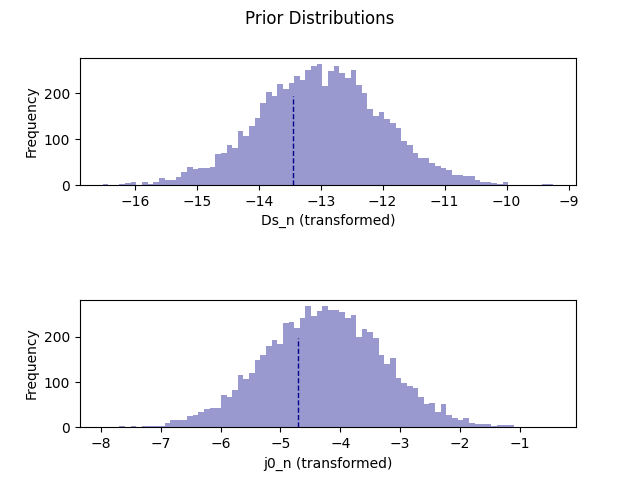 Prior Distributions
Frequency
200
100
0
−16 −15 −14 −13 −12 −11 −10 −9
Ds_n (transformed)
Frequency
200
100
0
−8 −7 −6 −5 −4 −3 −2 −1
j0_n (transformed)